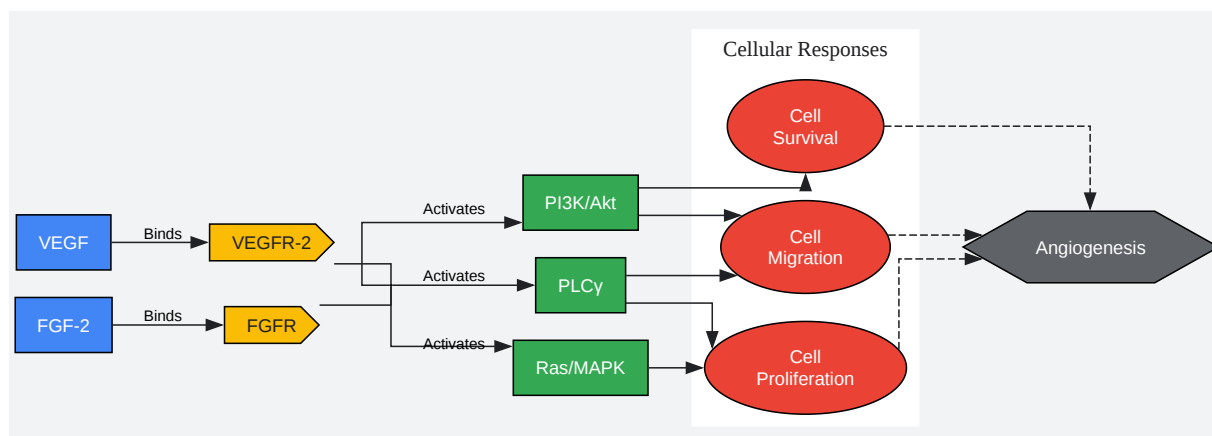 Cellular Responses
Cell
Survival
PI3K/Akt
Activates
VEGF
Binds
VEGFR-2
Cell
Migration
Angiogenesis
Activates
PLCγ
FGF-2
Binds
FGFR
Activates
Ras/MAPK
Cell
Proliferation